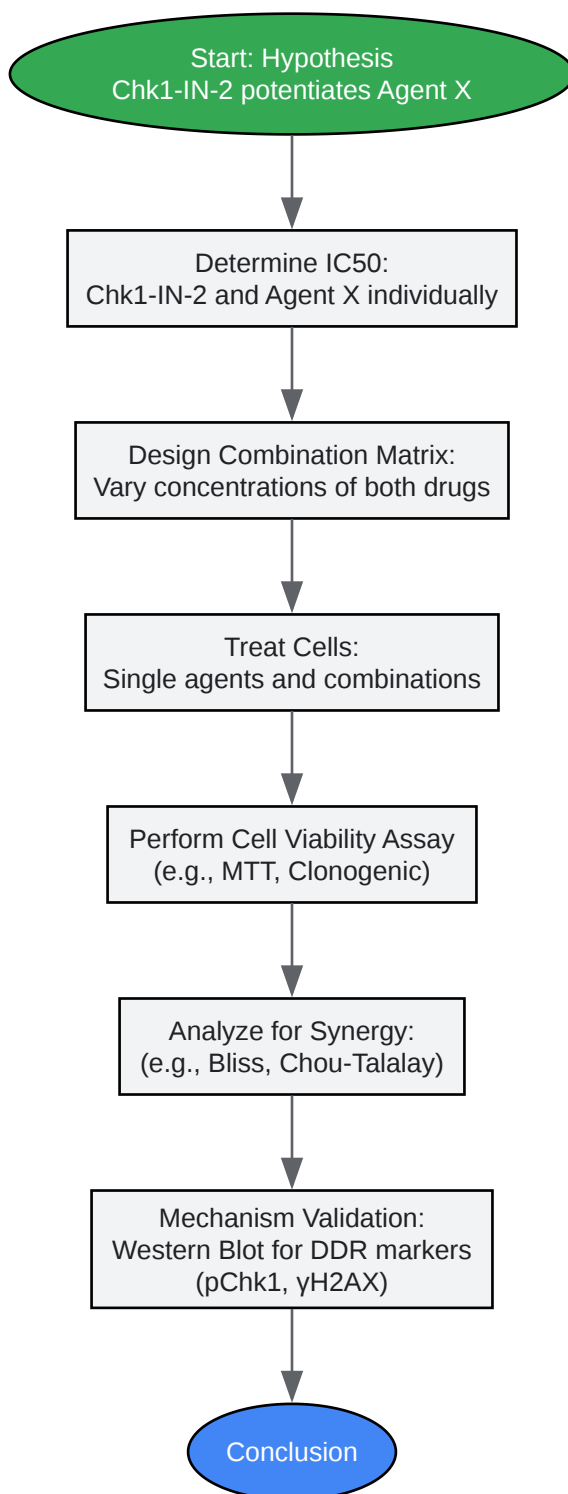 Start: Hypothesis
Chk1-IN-2 potentiates Agent X
Determine IC50:
Chk1-IN-2 and Agent X individually
Design Combination Matrix:
Vary concentrations of both drugs
Treat Cells:
Single agents and combinations
Perform Cell Viability Assay
(e.g., MTT, Clonogenic)
Analyze for Synergy:
(e.g., Bliss, Chou-Talalay)
Mechanism Validation:
Western Blot for DDR markers
(pChk1, γH2AX)
Conclusion